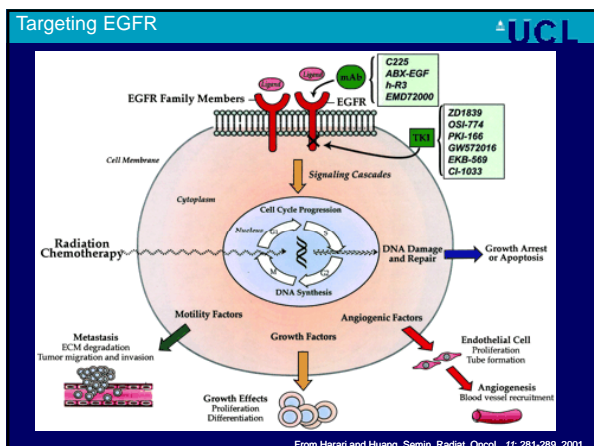 Targeting EGFR
UCL
Ligand
Ligand
mAb
C225
ABX-EGF
h-R3
EMD72000
EGFR Family Members
EGFR
TKI
ZD1839
OSI-774
PKI-166
GW572016
EKB-569
CI-1033
Cell Membrane
Signaling Cascades
Cytoplasm
Cell Cycle Progression
Nucleus
G1
S
M
G2
DNA Synthesis
Radiation
Chemotherapy
DNA Damage
and Repair
Growth Arrest
or Apoptosis
Motility Factors
Growth Factors
Angiogenic Factors
Metastasis
ECM degradation
Tumor migration and invasion
Growth Effects
Proliferation
Differentiation
Endothelial Cell
Proliferation
Tube formation
Angiogenesis
Blood vessel recruitment
From Harari and Huang, Semin. Radiat. Oncol., 11: 281-289, 2001